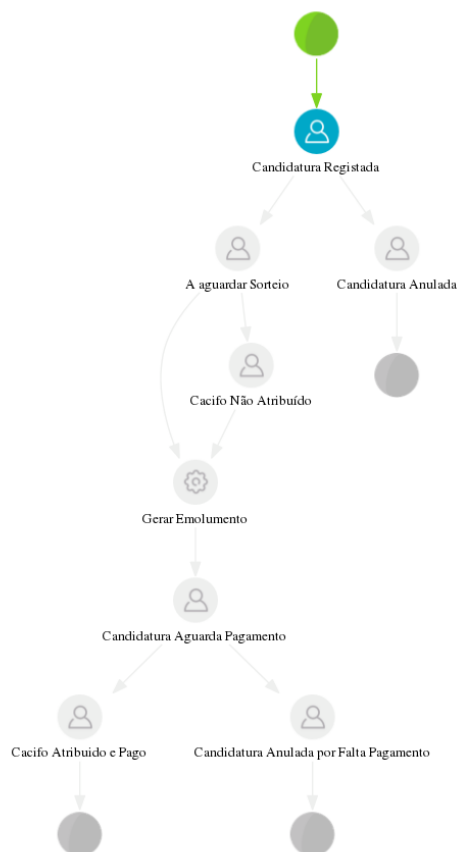 Candidatura Registada
A aguardar Sorteio
Candidatura Anulada
Cacifo Não Atribuído
Gerar Emolumento
Candidatura Aguarda Pagamento
Cacifo Atribuido e Pago
Candidatura Anulada por Falta Pagamento